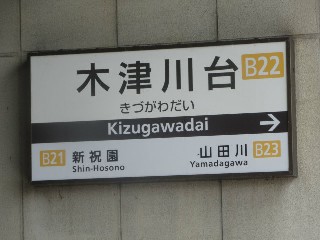 木津川台 B22
きづがわだい
Kizugawadai →
B21 新祝園 山田川 B23
Shin-Hosono Yamadagawa